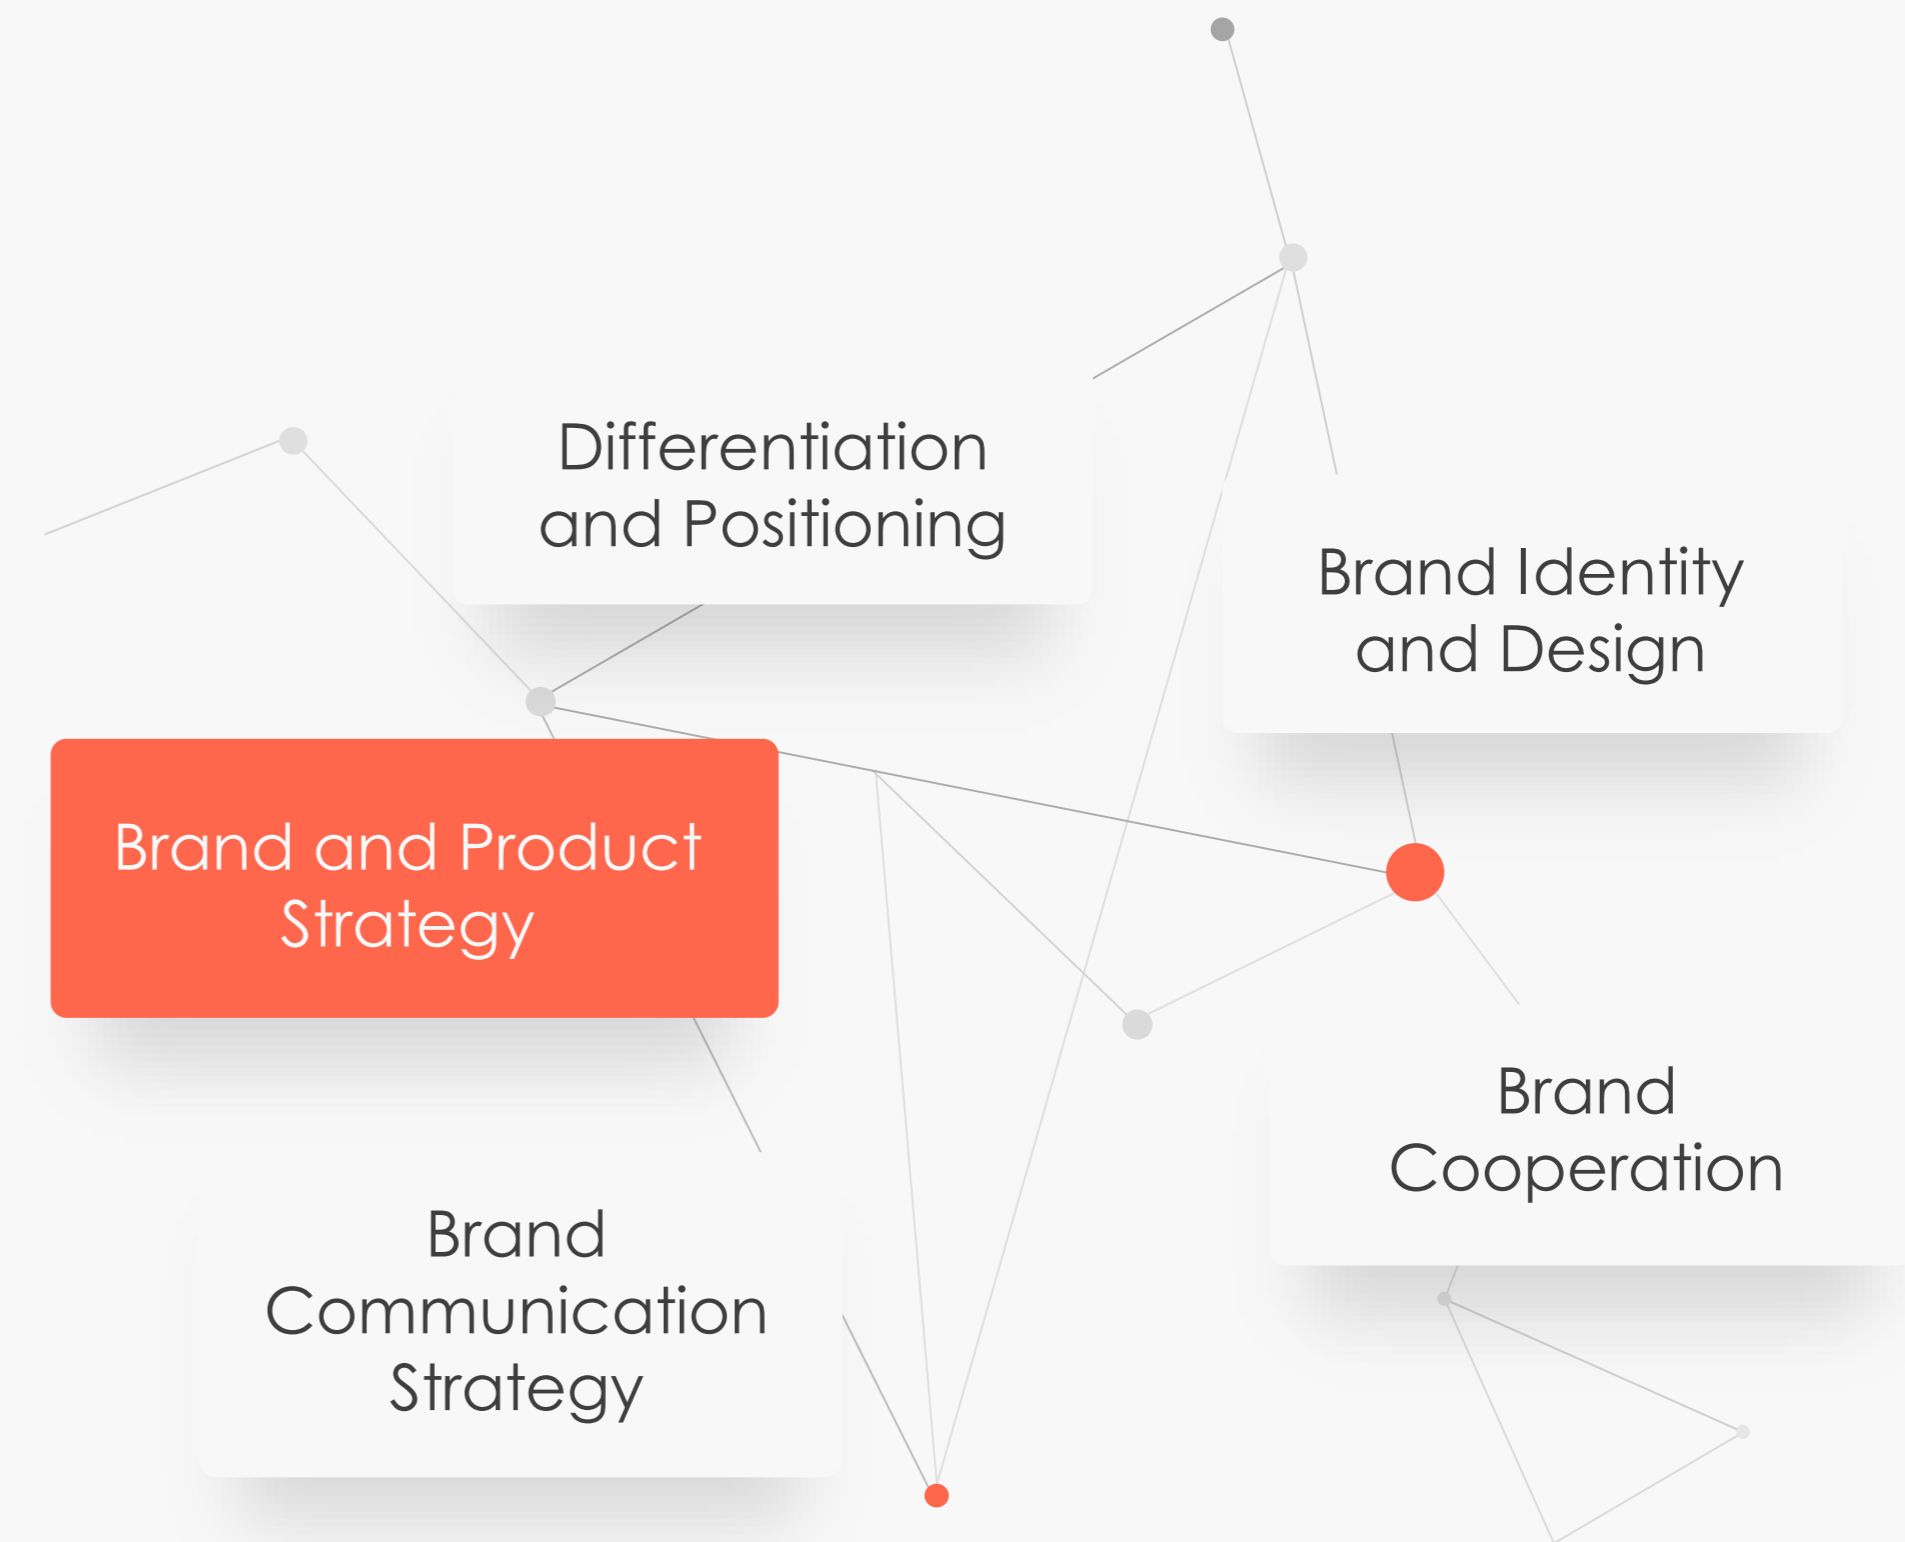 Differentiation
and Positioning
Brand Identity
and Design
Brand and Product
Strategy
Brand
Cooperation
Brand
Communication
Strategy